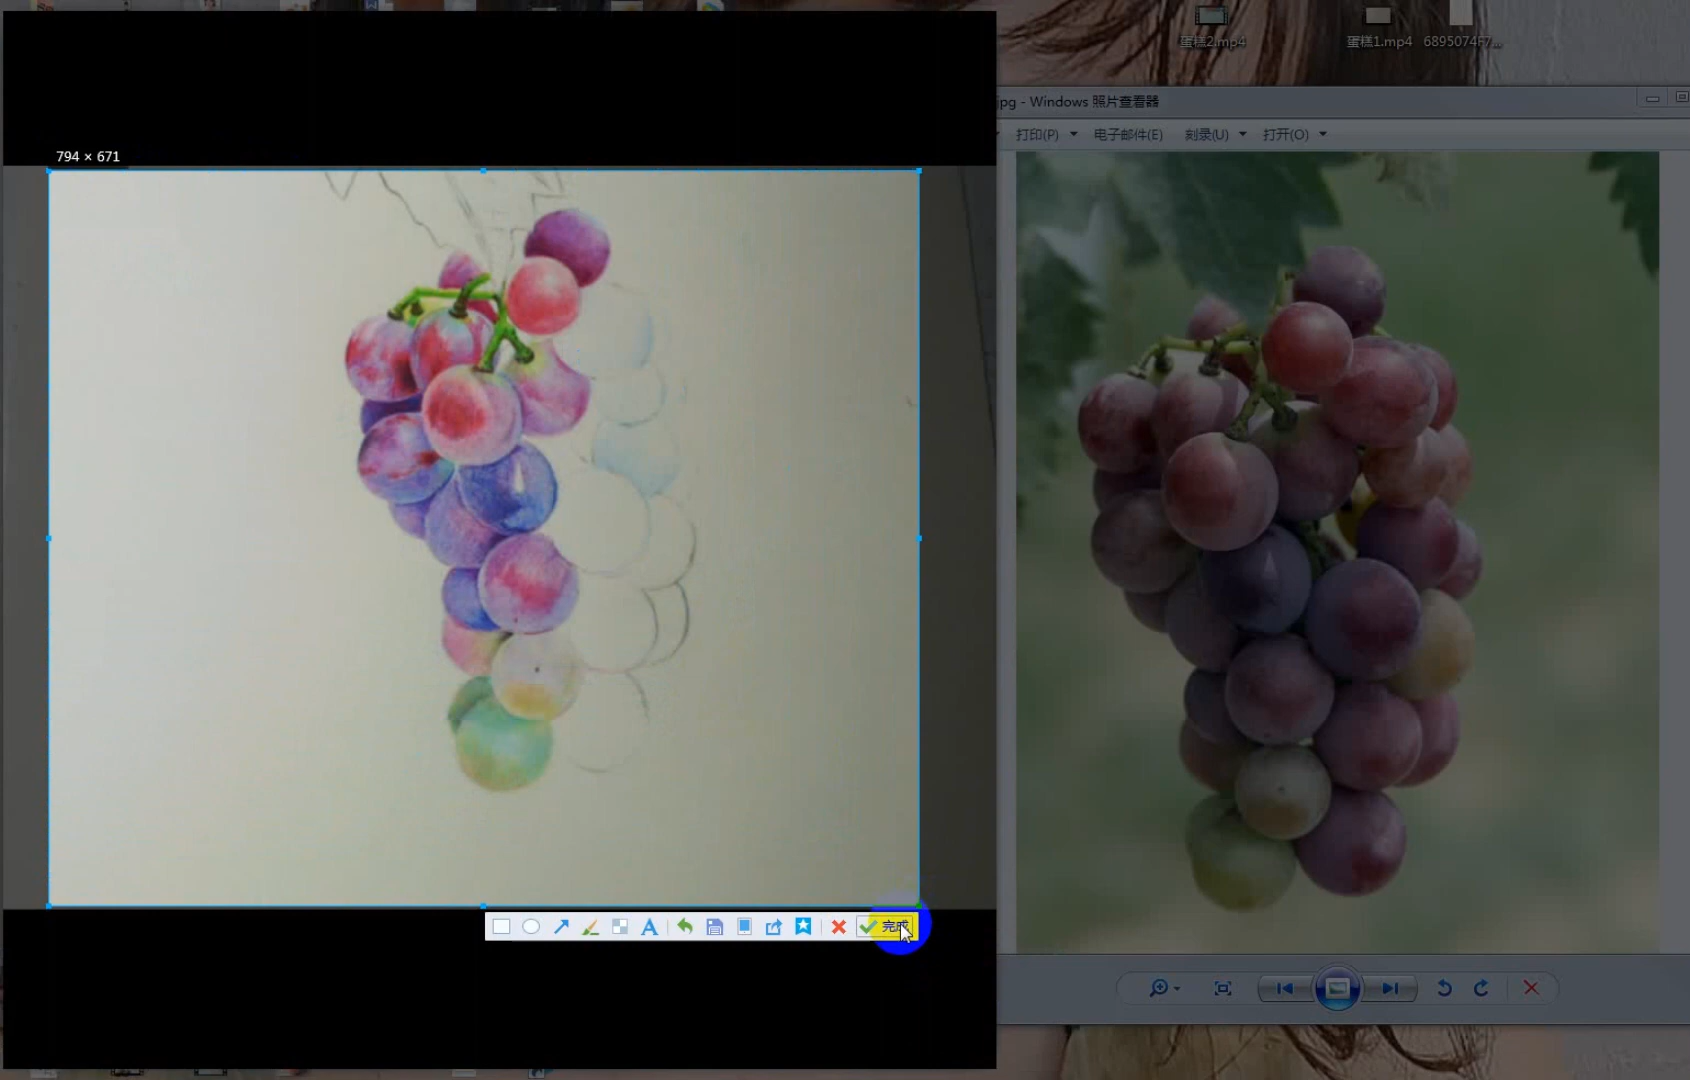 蛋糕2.mp4
蛋糕1.mp4
6895074F7...
jpg - Windows 照片查看器
打印(P)
电子邮件(E)
刻录(U)
打开(O)
794 × 671
完成